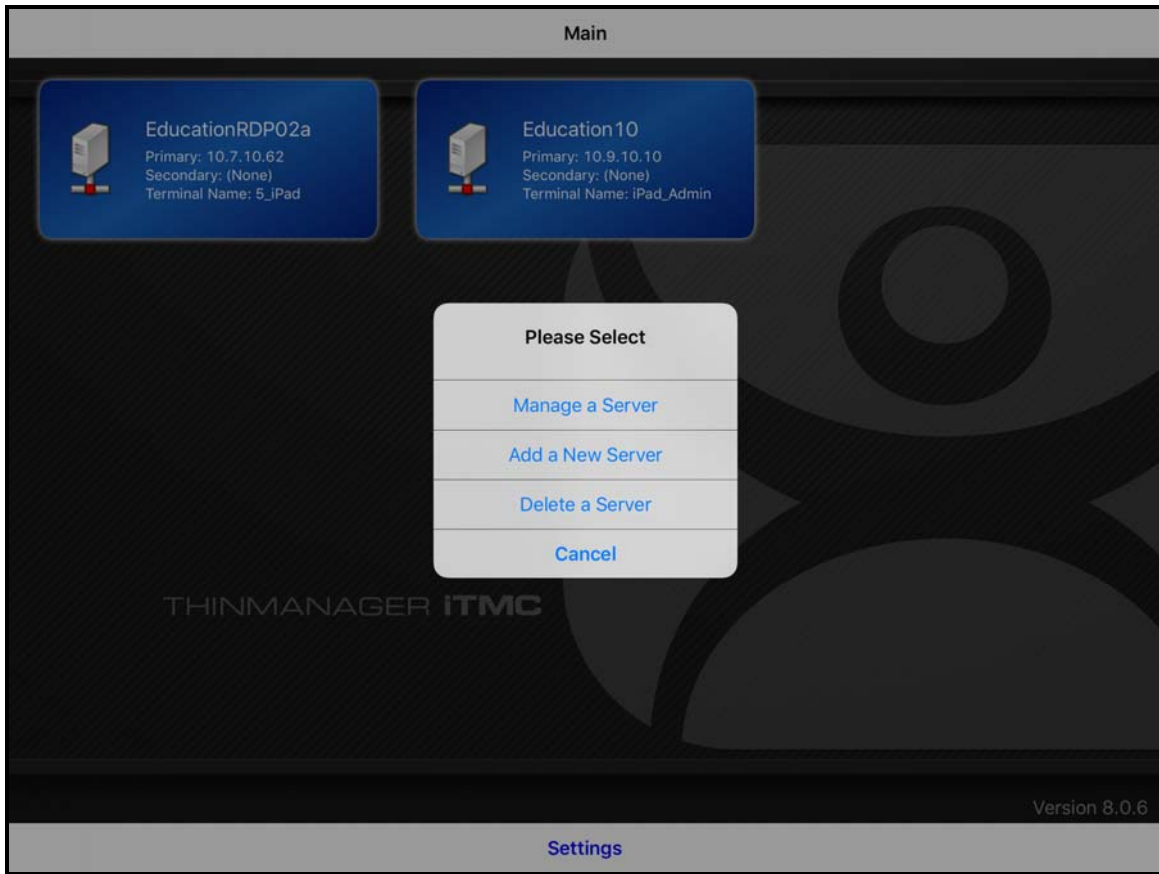 Main
EducationRDP02a
Primary: 10.7.10.62
Secondary: (None)
Terminal Name: 5_iPad
Education10
Primary: 10.9.10.10
Secondary: (None)
Terminal Name: iPad_Admin
Please Select
Manage a Server
Add a New Server
Delete a Server
Cancel
THINMANAGER iTMC
Version 8.0.6
Settings